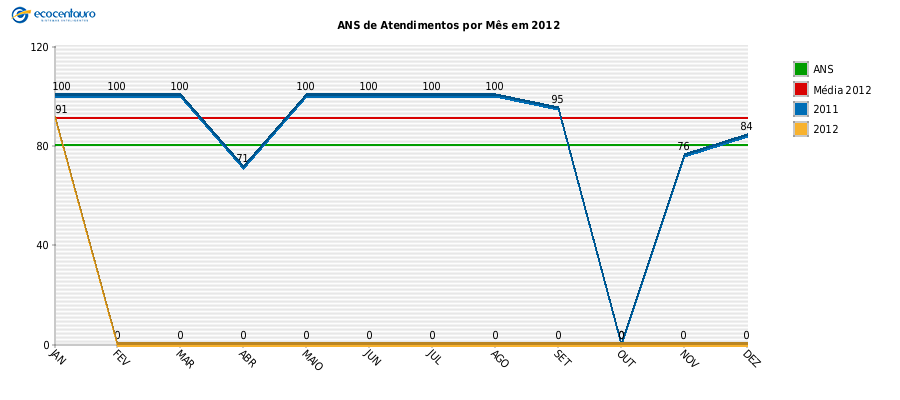 ecocentauro
ANS de Atendimentos por Mês em 2012
120
80
40
0
100
100
100
71
100
100
100
100
95
0
76
84
91
0
0
0
0
0
0
0
0
0
0
0
JAN
FEV
MAR
ABR
MAIO
JUN
JUL
AGO
SET
OUT
NOV
DEZ
ANS
Média 2012
2011
2012